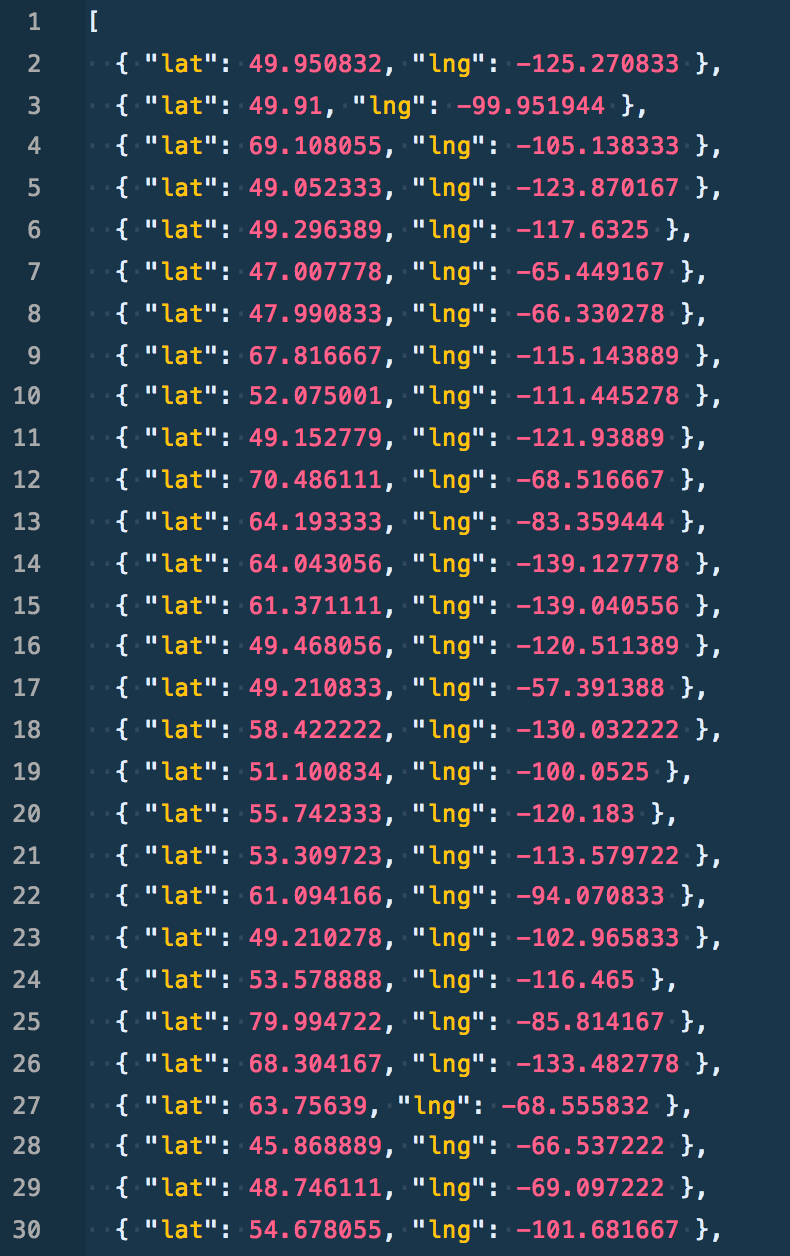 1 [
2 { "lat": 49.950832, "lng": -125.270833 },
3 { "lat": 49.91, "lng": -99.951944 },
4 { "lat": 69.108055, "lng": -105.138333 },
5 { "lat": 49.052333, "lng": -123.870167 },
6 { "lat": 49.296389, "lng": -117.6325 },
7 { "lat": 47.007778, "lng": -65.449167 },
8 { "lat": 47.990833, "lng": -66.330278 },
9 { "lat": 67.816667, "lng": -115.143889 },
10 { "lat": 52.075001, "lng": -111.445278 },
11 { "lat": 49.152779, "lng": -121.93889 },
12 { "lat": 70.486111, "lng": -68.516667 },
13 { "lat": 64.193333, "lng": -83.359444 },
14 { "lat": 64.043056, "lng": -139.127778 },
15 { "lat": 61.371111, "lng": -139.040556 },
16 { "lat": 49.468056, "lng": -120.511389 },
17 { "lat": 49.210833, "lng": -57.391388 },
18 { "lat": 58.422222, "lng": -130.032222 },
19 { "lat": 51.100834, "lng": -100.0525 },
20 { "lat": 55.742333, "lng": -120.183 },
21 { "lat": 53.309723, "lng": -113.579722 },
22 { "lat": 61.094166, "lng": -94.070833 },
23 { "lat": 49.210278, "lng": -102.965833 },
24 { "lat": 53.578888, "lng": -116.465 },
25 { "lat": 79.994722, "lng": -85.814167 },
26 { "lat": 68.304167, "lng": -133.482778 },
27 { "lat": 63.75639, "lng": -68.555832 },
28 { "lat": 45.868889, "lng": -66.537222 },
29 { "lat": 48.746111, "lng": -69.097222 },
30 { "lat": 54.678055, "lng": -101.681667 },